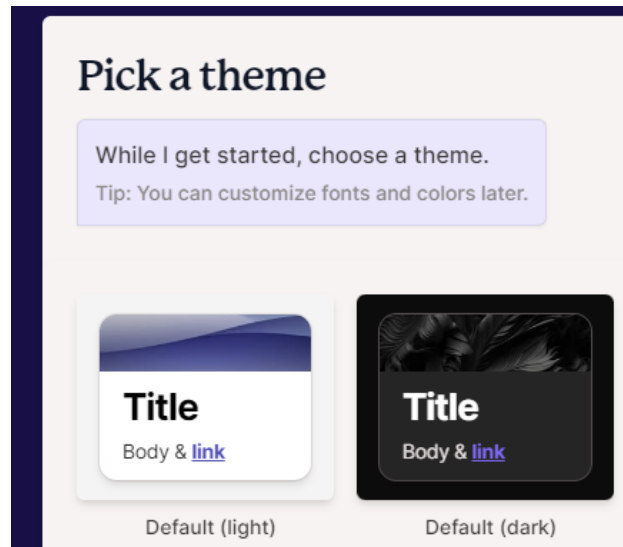 Pick a theme
While I get started, choose a theme.
Tip: You can customize fonts and colors later.
Title
Body & link
Default (light)
Title
Body & link
Default (dark)